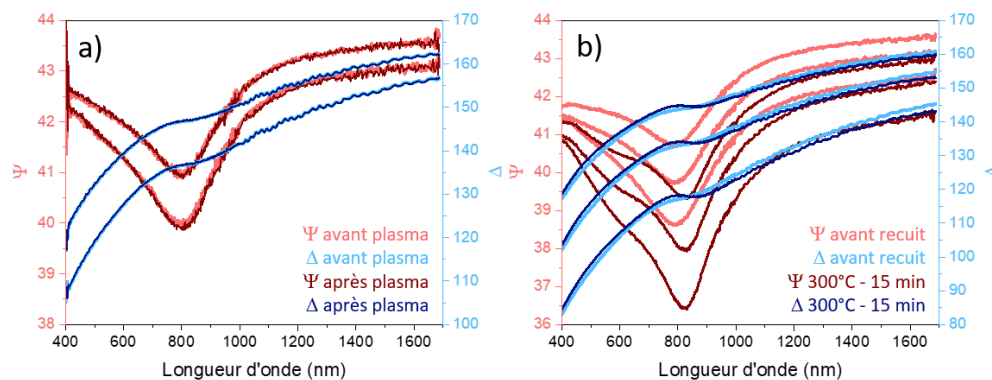 a)
44
43
42
41
40
39
38
Ψ
170
160
150
140
130
120
110
100
Δ
Ψ avant plasma
Δ avant plasma
Ψ après plasma
Δ après plasma
400 600 800 1000 1200 1400 1600
Longueur d'onde (nm)
b)
44
43
42
41
40
39
38
37
36
Ψ
170
160
150
140
130
120
110
100
90
80
Δ
Ψ avant recuit
Δ avant recuit
Ψ 300°C - 15 min
Δ 300°C - 15 min
400 600 800 1000 1200 1400 1600
Longueur d'onde (nm)